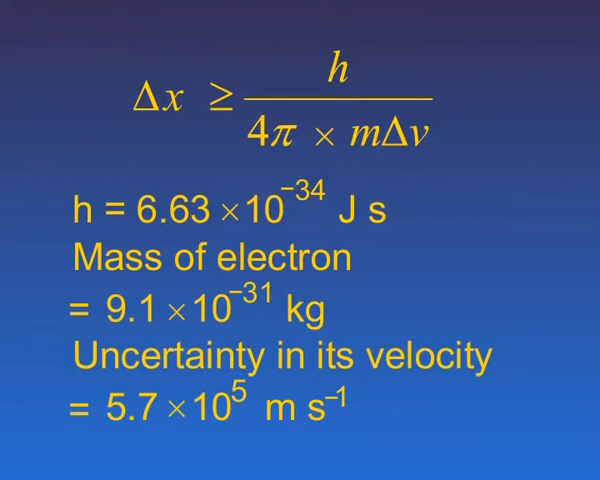 Δx ≥ h / 4π × mΔv
h = 6.63 ×10⁻³⁴ J s
Mass of electron
= 9.1 ×10⁻³¹ kg
Uncertainty in its velocity
= 5.7 ×10⁵ m s⁻¹